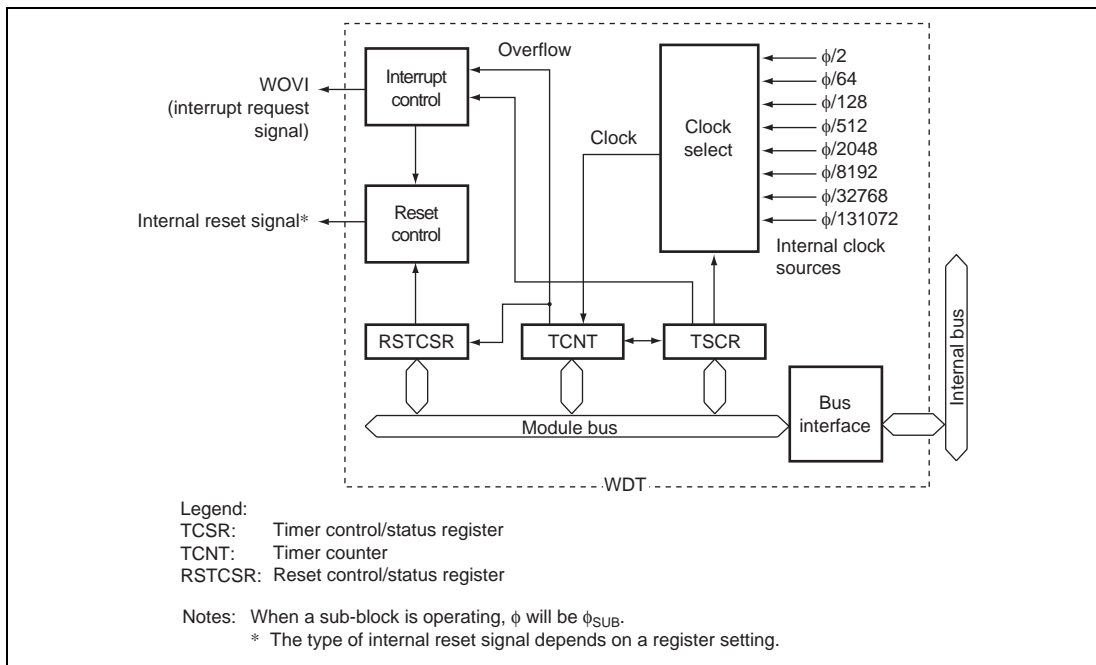 Overflow
Interrupt
control
WOVI
(interrupt request
signal)
Internal reset signal*
Reset
control
Clock
Clock
select
ϕ/2
ϕ/64
ϕ/128
ϕ/512
ϕ/2048
ϕ/8192
ϕ/32768
ϕ/131072
Internal clock
sources
RSTCSR
TCNT
TSCR
Module bus
Bus
interface
Internal bus
WDT
Legend:
TCSR: Timer control/status register
TCNT: Timer counter
RSTCSR: Reset control/status register
Notes: When a sub-block is operating, ϕ will be ϕSUB.
* The type of internal reset signal depends on a register setting.